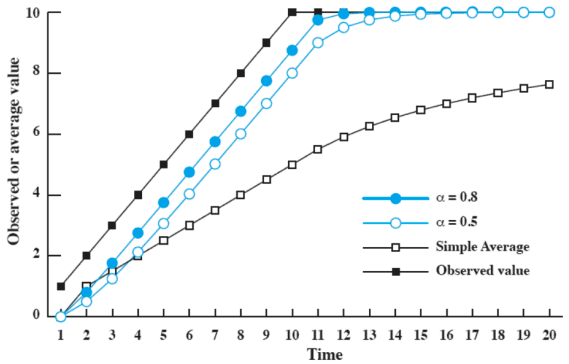 Observed or average value
10
8
6
4
2
0
α = 0.8
α = 0.5
Simple Average
Observed value
1 2 3 4 5 6 7 8 9 10 11 12 13 14 15 16 17 18 19 20
Time